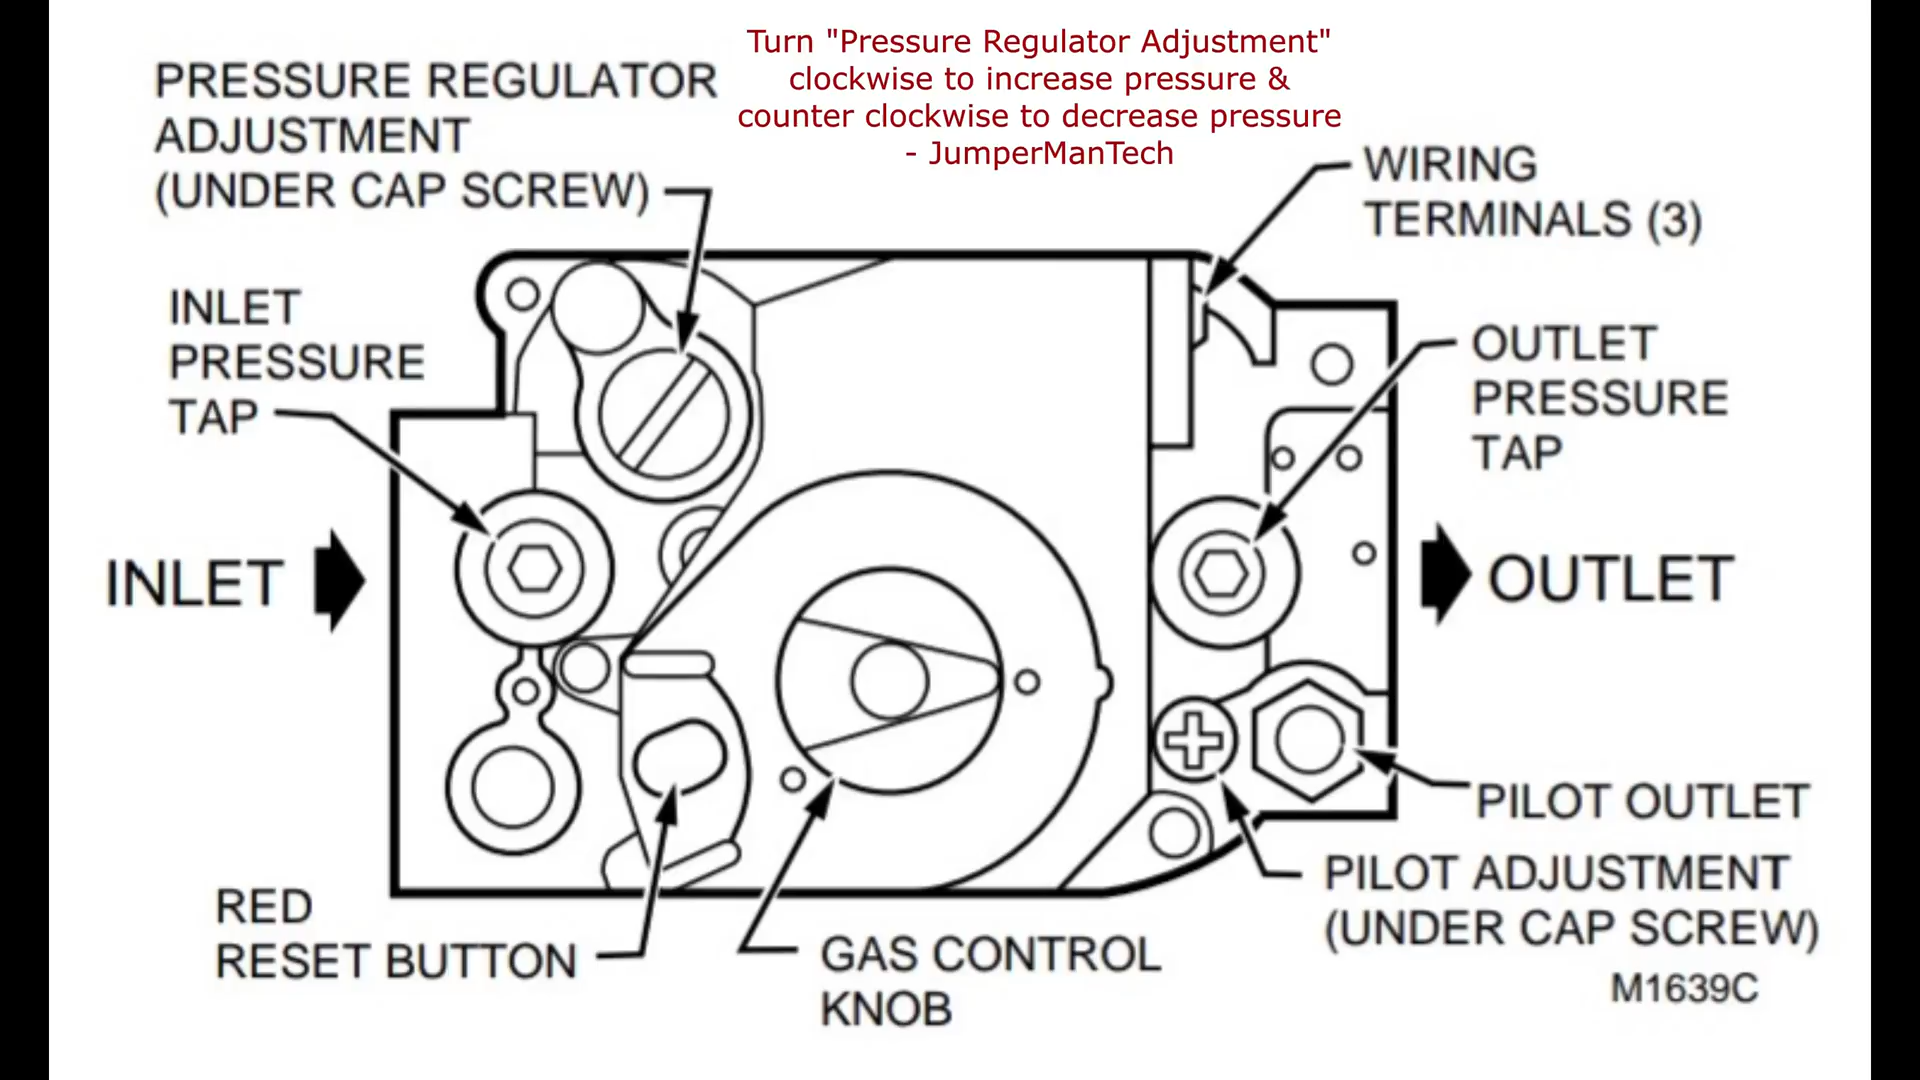 Turn "Pressure Regulator Adjustment"
clockwise to increase pressure &
counter clockwise to decrease pressure
- JumperManTech
PRESSURE REGULATOR
ADJUSTMENT
(UNDER CAP SCREW)
WIRING
TERMINALS (3)
INLET
PRESSURE
TAP
OUTLET
PRESSURE
TAP
INLET
OUTLET
PILOT OUTLET
PILOT ADJUSTMENT
(UNDER CAP SCREW)
RED
RESET BUTTON
GAS CONTROL
KNOB
M1639C